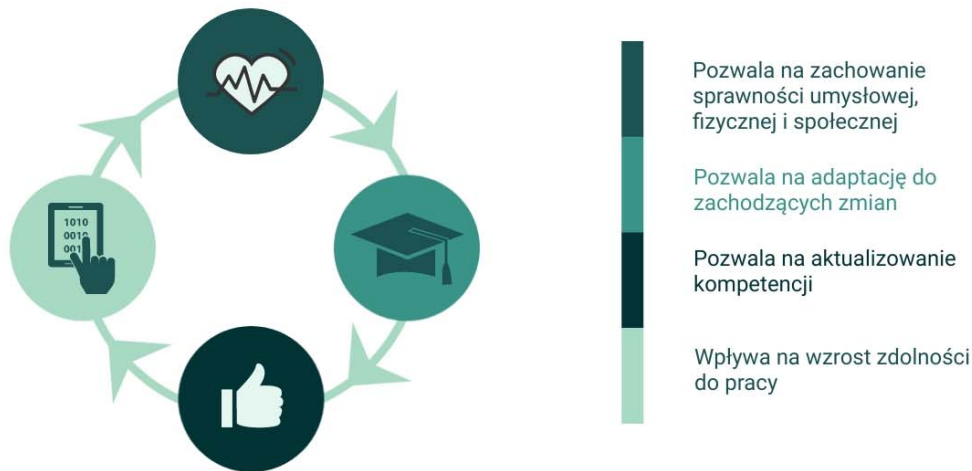 1010
0010
001
Pozwala na zachowanie
sprawności umysłowej,
fizycznej i społecznej
Pozwala na adaptację do
zachodzących zmian
Pozwala na aktualizowanie
kompetencji
Wpływa na wzrost zdolności
do pracy